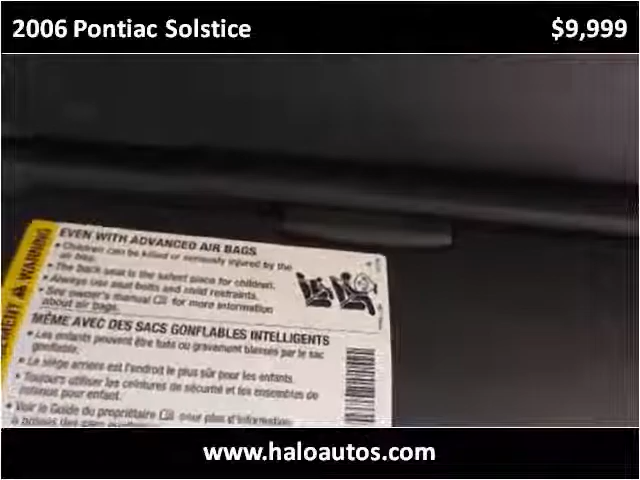 2006 Pontiac Solstice $9,999
WARNING
EVEN WITH ADVANCED AIR BAGS
• Children can be killed or seriously injured by the
air bag.
• The back seat is the safest place for children.
• Always use seat belts and child restraints.
• See owner's manual for more information
about air bags.
MÊME AVEC DES SACS GONFLABLES INTELLIGENTS
• Les enfants peuvent être tués ou gravement blessés par le sac
gonflable.
• Le siège arrière est l'endroit le plus sûr pour les enfants.
• Toujours utiliser les ceintures de sécurité et les ensembles de
retenue pour enfant.
• Voir le Guide du propriétaire pour plus d'information
www.haloautos.com